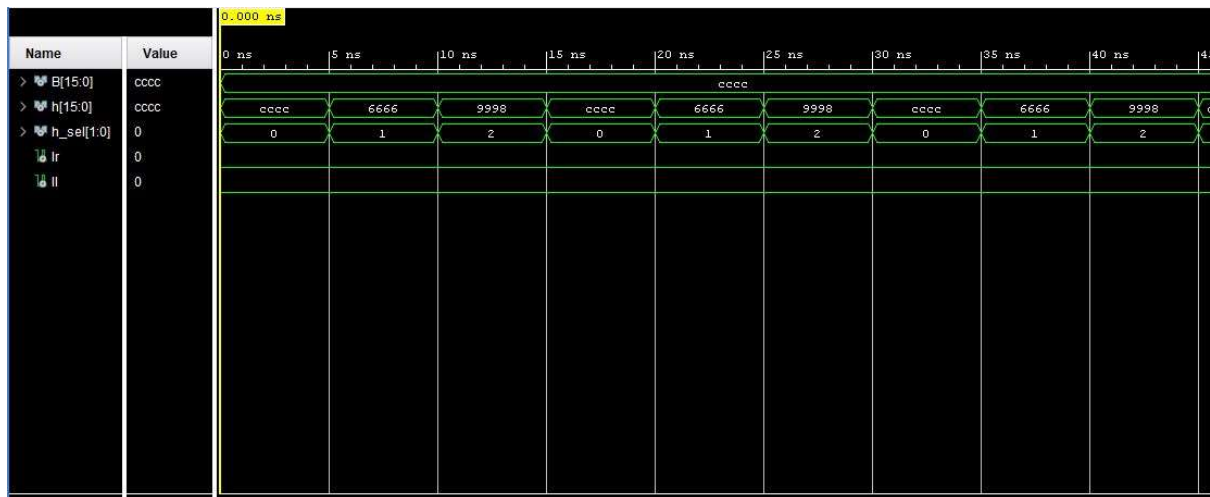 0.000 ns
Name Value 0 ns 5 ns 10 ns 15 ns 20 ns 25 ns 30 ns 35 ns 40 ns
> B[15:0] cccc cccc
> h[15:0] cccc cccc 6666 9998 cccc 6666 9998 cccc 6666 9998
> h_sel[1:0] 0 0 1 2 0 1 2 0 1 2
Ir 0
Il 0